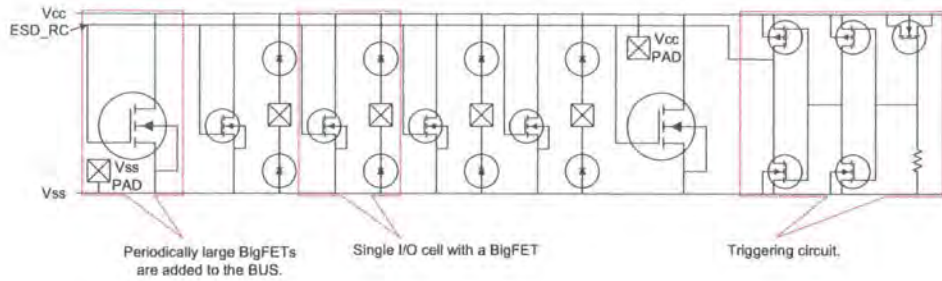 Vcc
ESD_RC
Vcc
PAD
Vss
PAD
Vss
Periodically large BigFETs
are added to the BUS.
Single I/O cell with a BigFET
Triggering circuit.